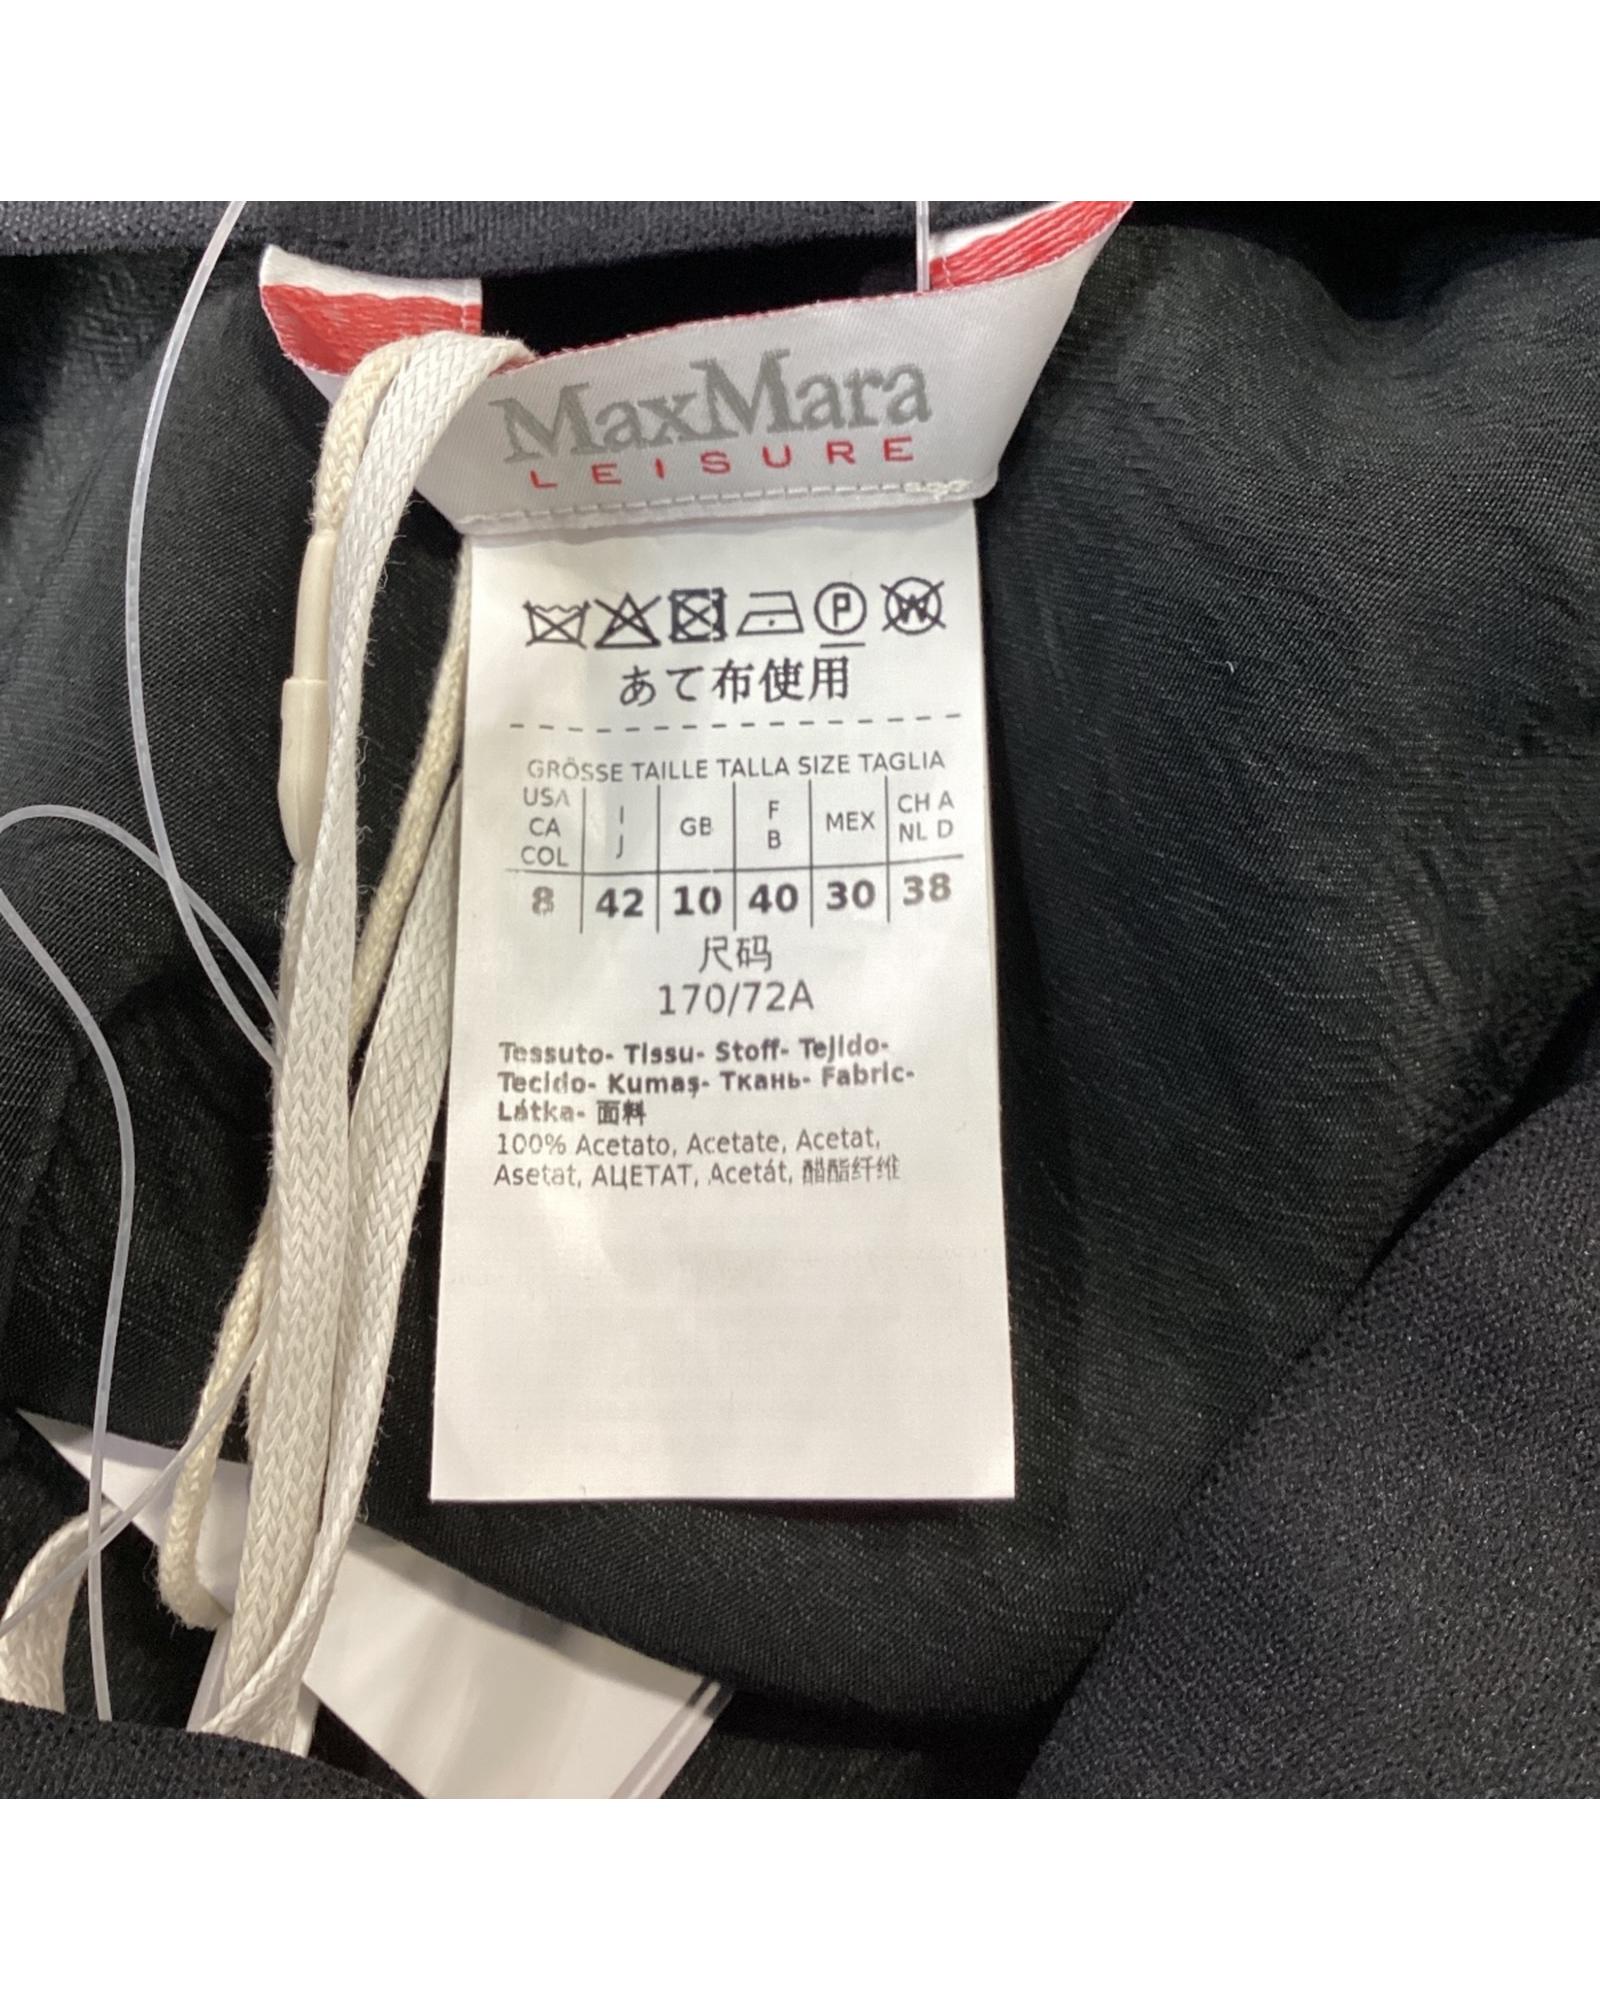 MaxMara
LEISURE
P W
あて布使用
GRÖSSE TAILLE TALLA SIZE TAGLIA
USA CA COL I J GB F B MEX CH A NL D
8 42 10 40 30 38
尺码
170/72A
Tessuto- Tissu- Stoff- Tejido-
Tecido- Kumaş- Ткань- Fabric-
Látka- 面料
100% Acetato, Acetate, Acetat,
Asetat, АЦЕТАТ, Acetát, 醋酯纤维